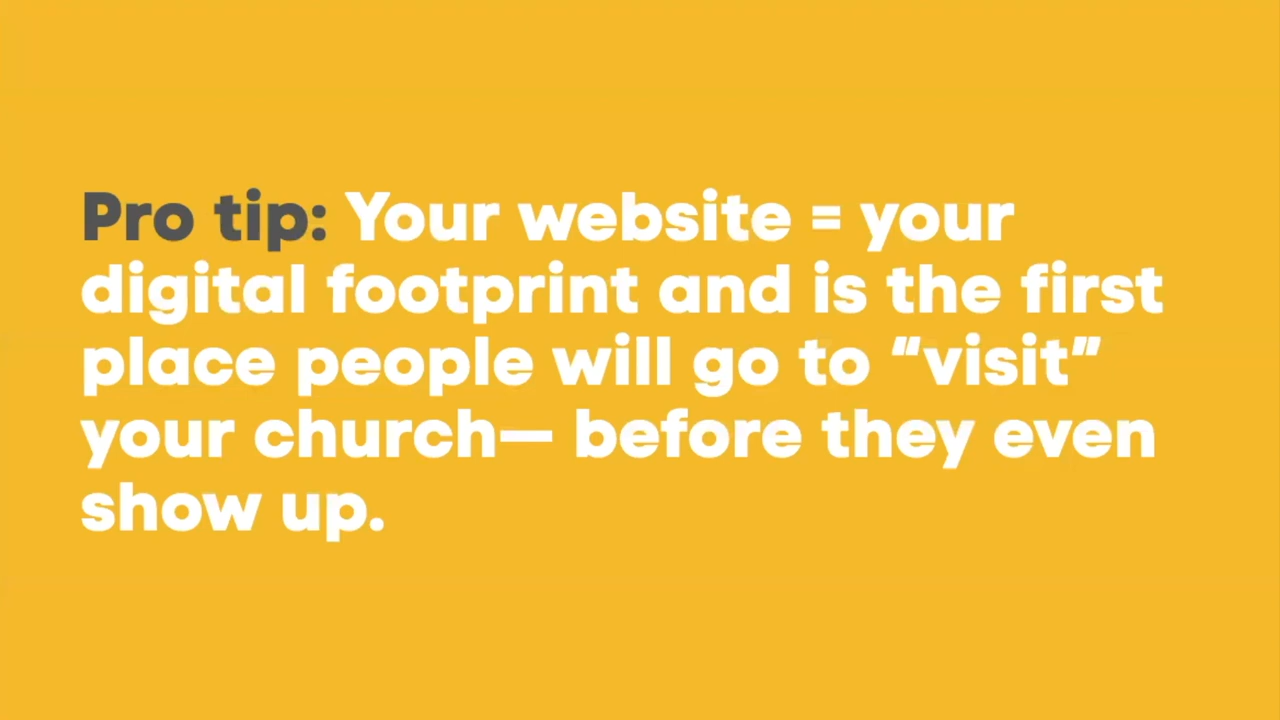 Pro tip: Your website = your
digital footprint and is the first
place people will go to “visit”
your church— before they even
show up.